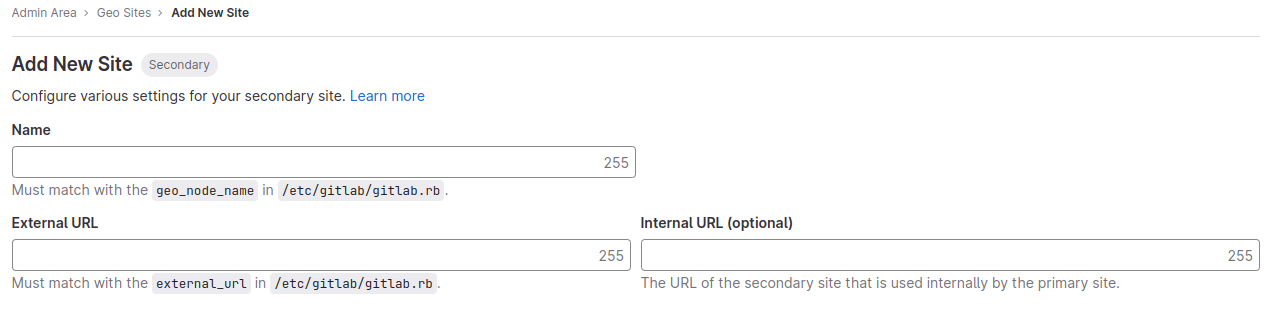 Admin Area › Geo Sites › Add New Site
Add New Site Secondary
Configure various settings for your secondary site. Learn more
Name
255
Must match with the geo_node_name in /etc/gitlab/gitlab.rb.
External URL Internal URL (optional)
255 255
Must match with the external_url in /etc/gitlab/gitlab.rb. The URL of the secondary site that is used internally by the primary site.